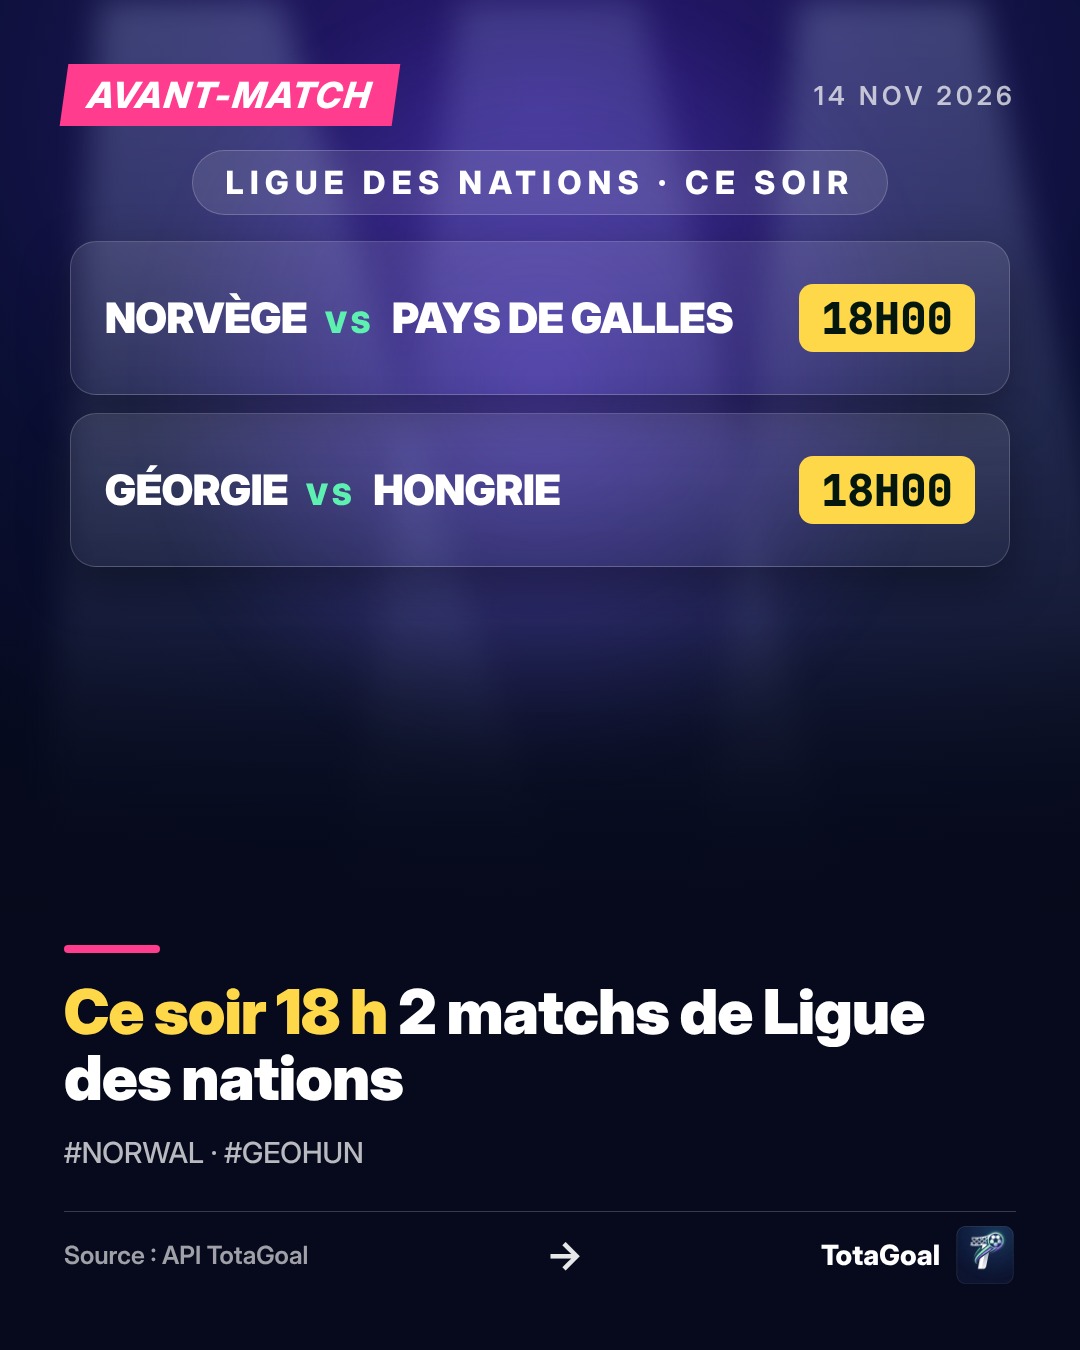 AVANT-MATCH
14 NOV 2026
LIGUE DES NATIONS · CE SOIR
NORVÈGE vs PAYS DE GALLES 18H00
GÉORGIE vs HONGRIE 18H00
Ce soir 18 h 2 matchs de Ligue
des nations
#NORWAL · #GEOHUN
Source : API TotaGoal → TotaGoal